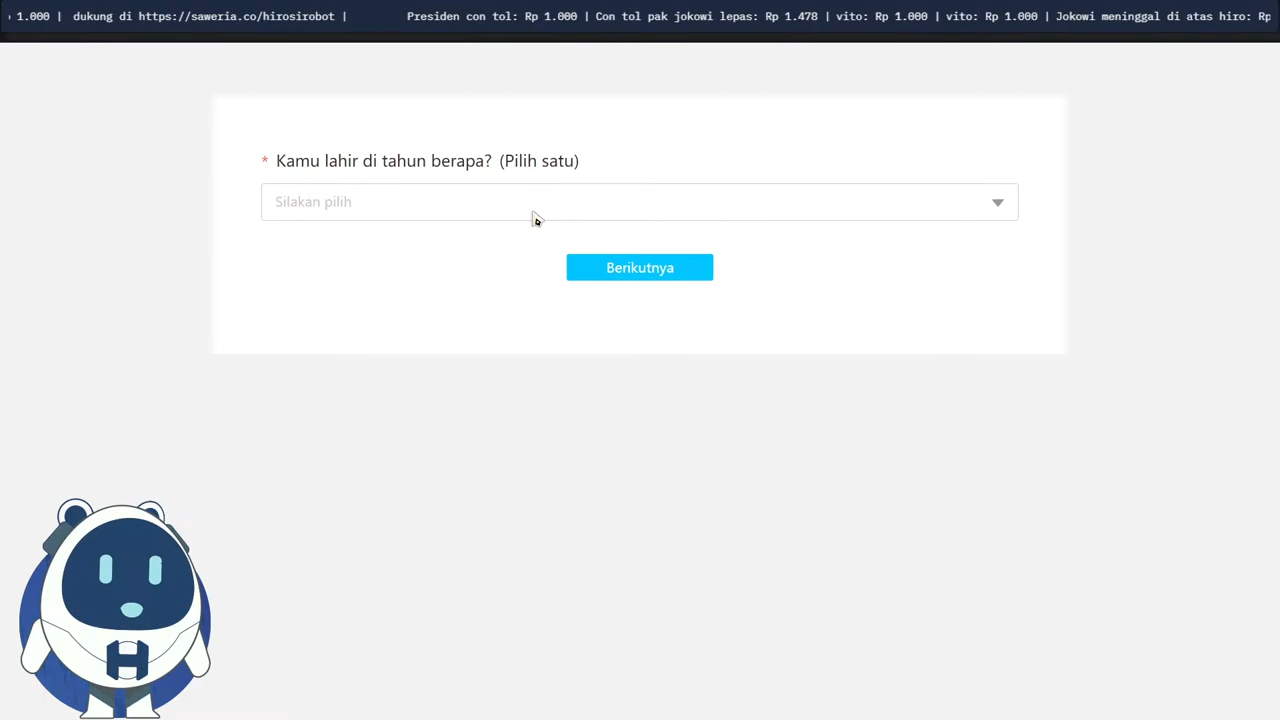 1.000 | dukung di https://saweria.co/hirosirobot | Presiden con tol: Rp 1.000 | Con tol pak jokowi lepas: Rp 1.478 | vito: Rp 1.000 | vito: Rp 1.000 | Jokowi meninggal di atas hiro: Rp
* Kamu lahir di tahun berapa? (Pilih satu)
Silakan pilih
Berikutnya
H